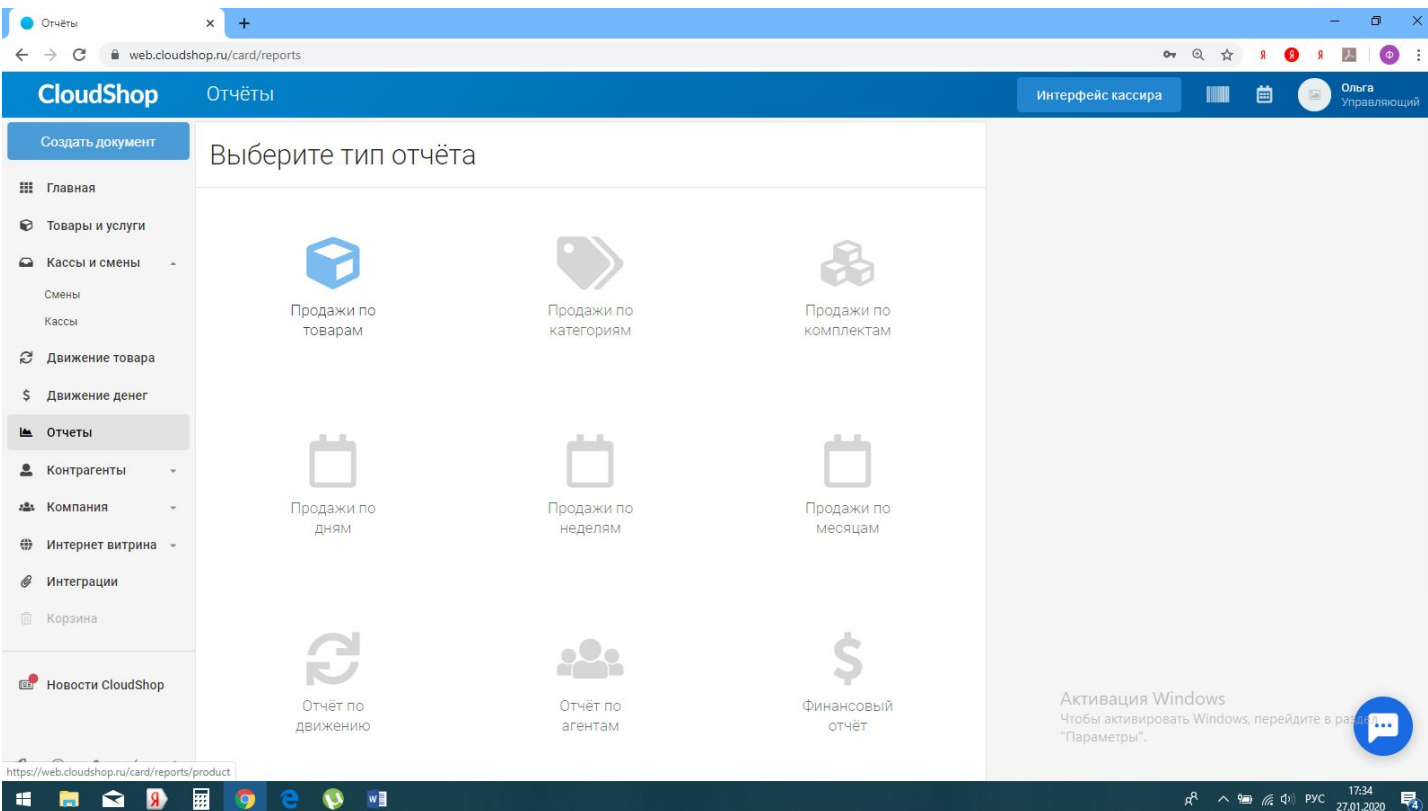 Отчёты
web.cloudshop.ru/card/reports
CloudShop
Отчёты
Интерфейс кассира
Ольга
Управляющий
Создать документ
Главная
Товары и услуги
Кассы и смены
Смены
Кассы
Движение товара
Движение денег
Отчеты
Контрагенты
Компания
Интернет витрина
Интеграции
Корзина
Новости CloudShop
Выберите тип отчёта
Продажи по
товарам
Продажи по
категориям
Продажи по
комплектам
Продажи по
дням
Продажи по
неделям
Продажи по
месяцам
Отчёт по
движению
Отчёт по
агентам
Финансовый
отчёт
Активация Windows
Чтобы активировать Windows, перейдите в раздел
"Параметры".
https://web.cloudshop.ru/card/reports/product
РУС
17:34
27.01.2020